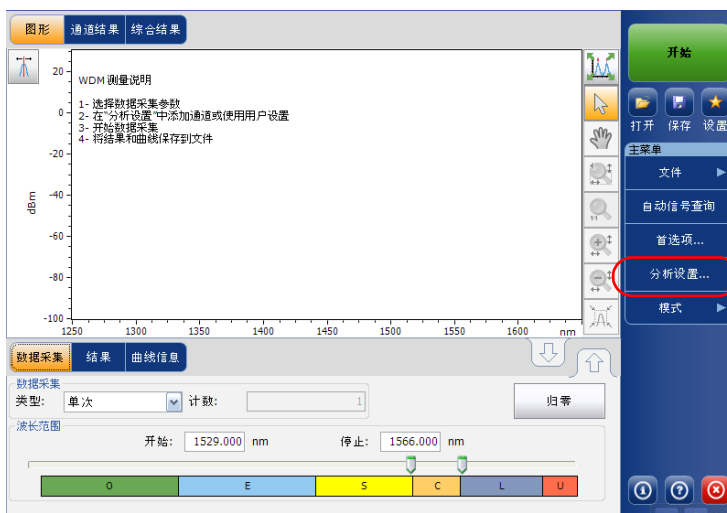 图形 通道结果 综合结果
开始
打开 保存 设置
主菜单
文件
自动信号查询
首选项...
分析设置...
模式
WDM 测量说明
1- 选择数据采集参数
2- 在"分析设置"中添加通道或使用用户设置
3- 开始数据采集
4- 将结果和曲线保存到文件
dBm
20
0
-20
-40
-60
-80
-100
1250 1300 1350 1400 1450 1500 1550 1600 nm
数据采集 结果 曲线信息
数据采集
类型: 单次 计数: 1 归零
波长范围
开始: 1529.000 nm 停止: 1566.000 nm
O E S C L U